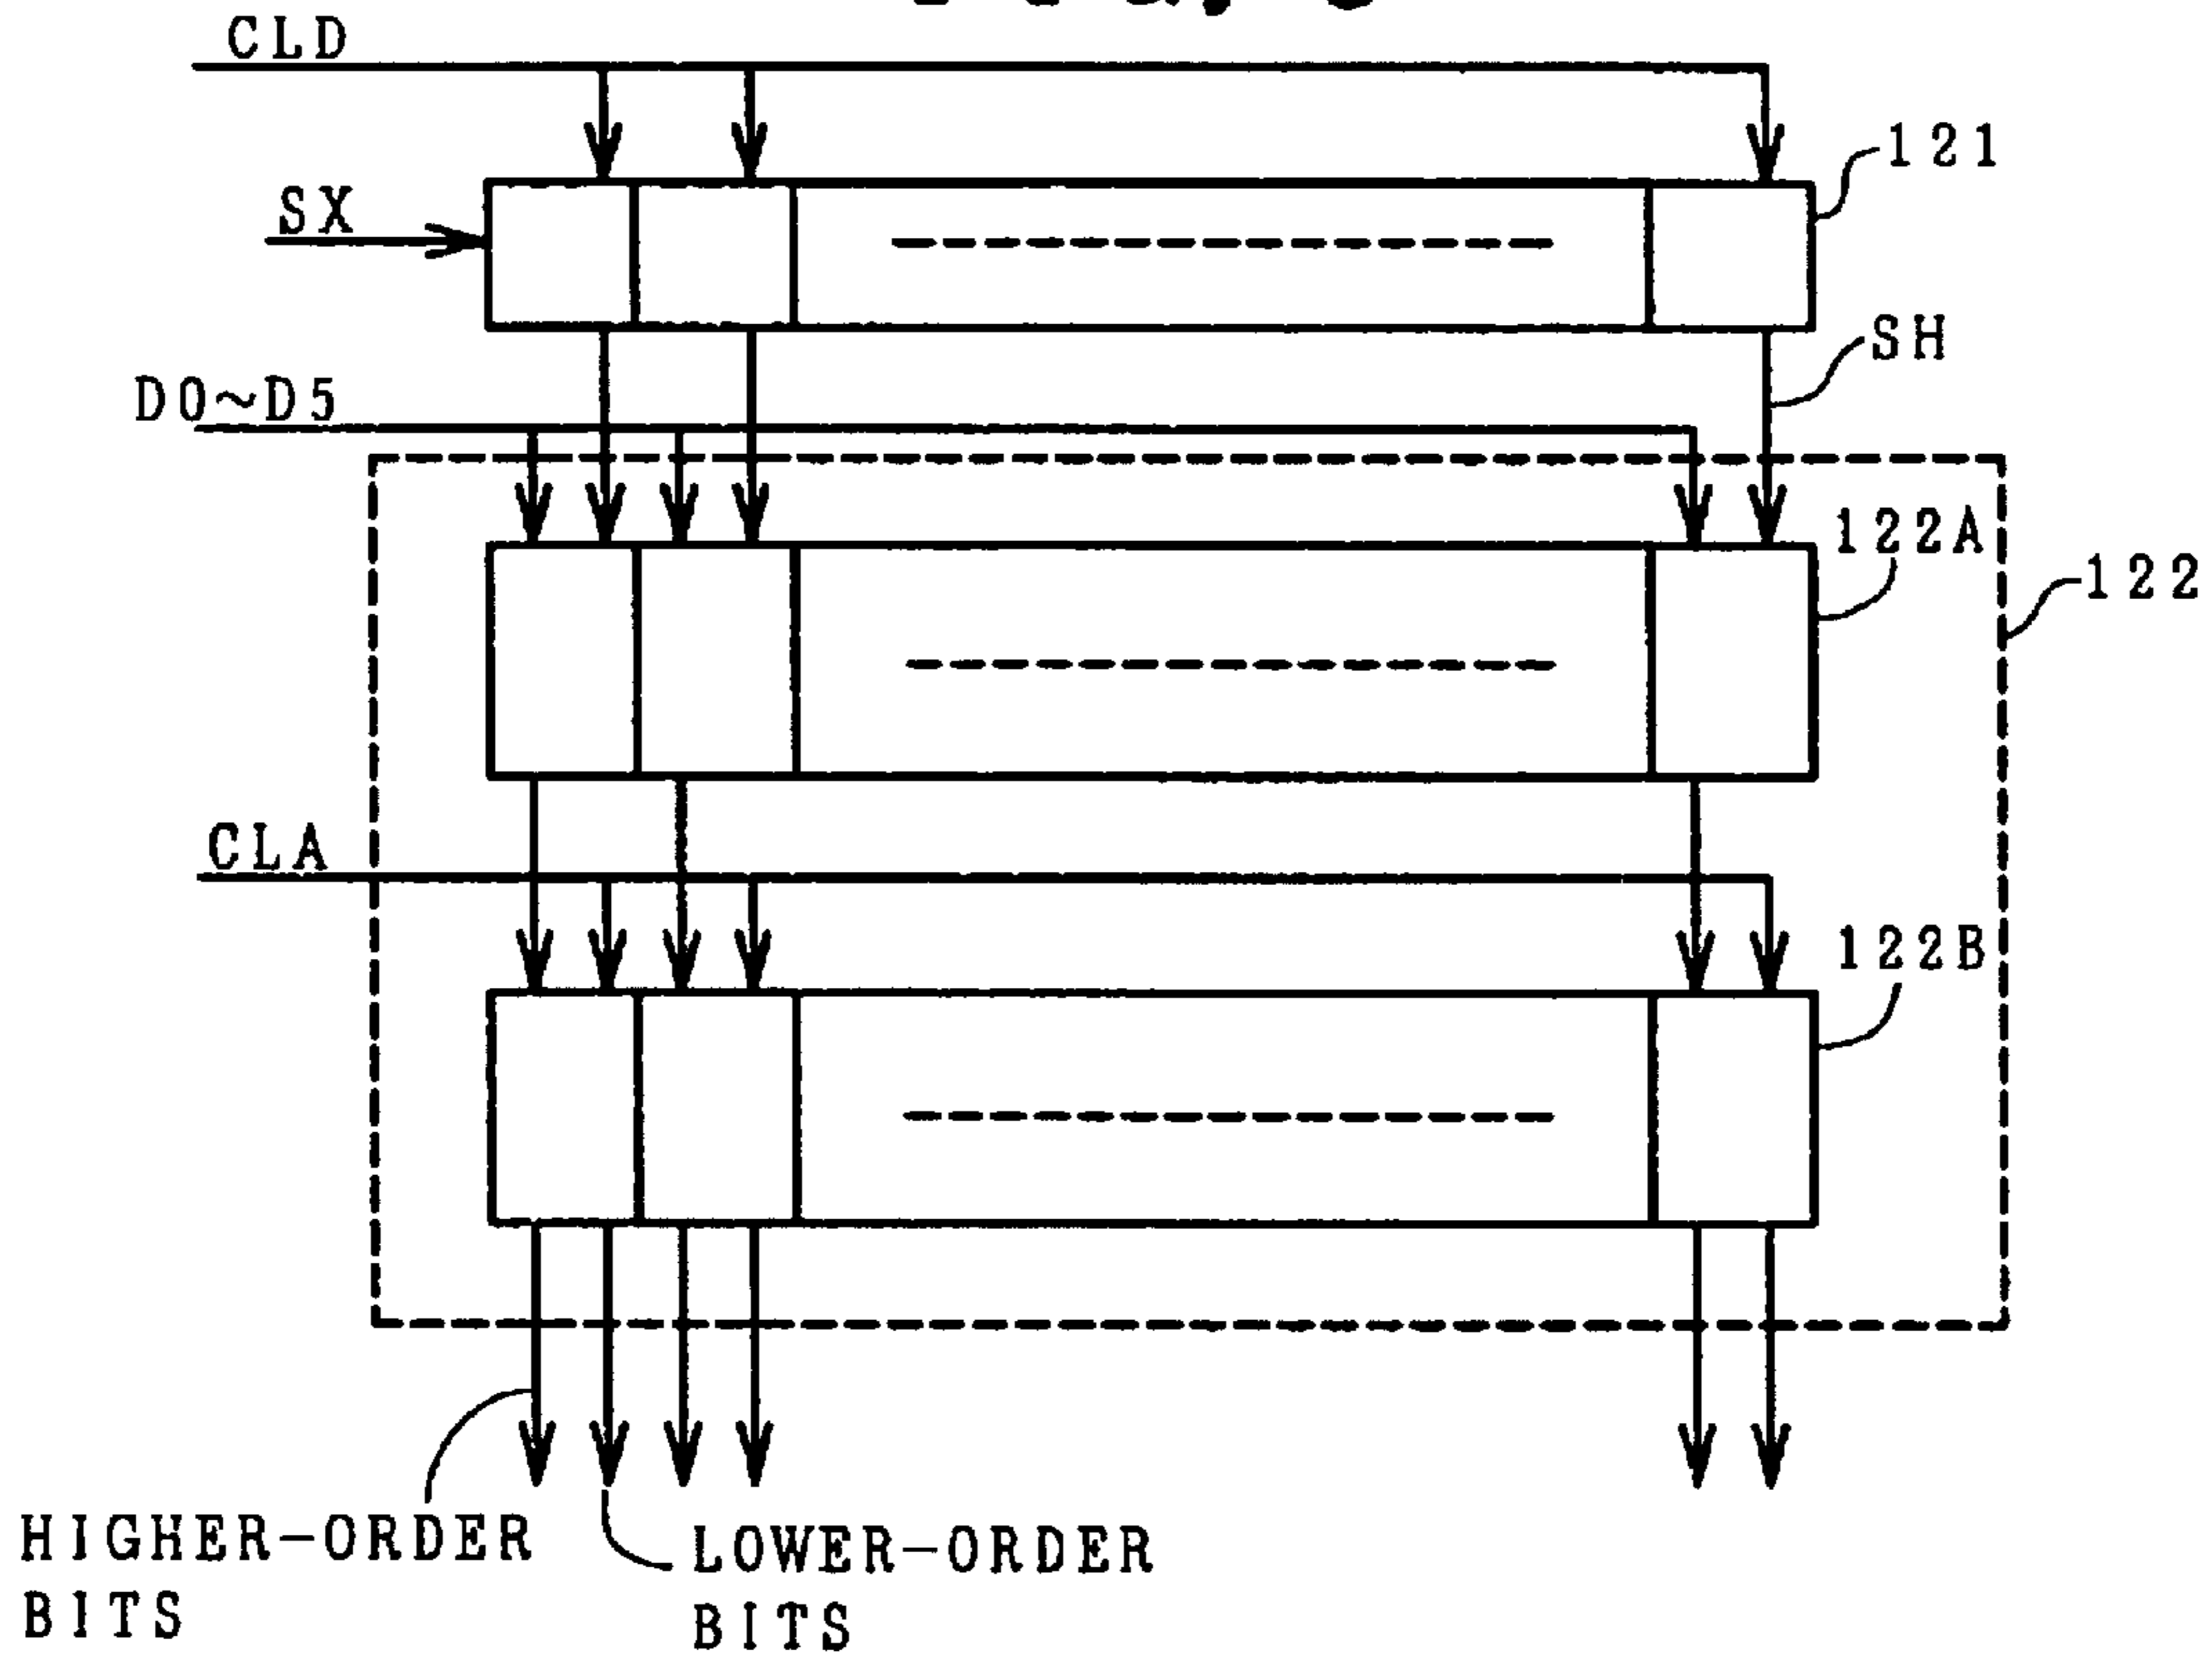 CLD
121
SX
SH
D0~D5
122A
122
CLA
122B
HIGHER-ORDER
BITS
LOWER-ORDER
BITS